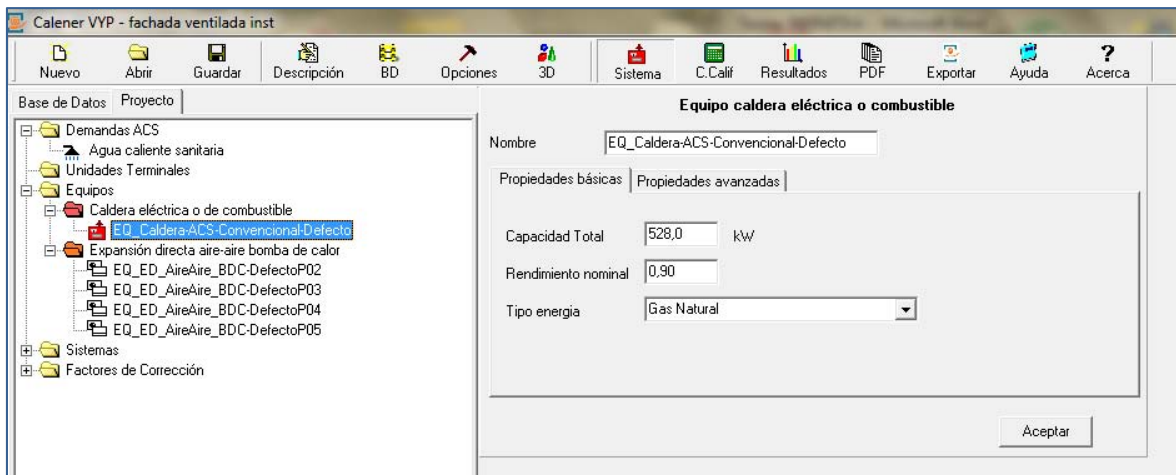 Calener VYP - fachada ventilada inst
Nuevo Abrir Guardar Descripción BD Opciones 3D Sistema C.Calif Resultados PDF Exportar Ayuda Acerca
Base de Datos Proyecto
Demandas ACS
Agua caliente sanitaria
Unidades Terminales
Equipos
Caldera eléctrica o de combustible
EQ_Caldera-ACS-Convencional-Defecto
Expansión directa aire-aire bomba de calor
EQ_ED_AireAire_BDC-DefectoP02
EQ_ED_AireAire_BDC-DefectoP03
EQ_ED_AireAire_BDC-DefectoP04
EQ_ED_AireAire_BDC-DefectoP05
Sistemas
Factores de Corrección
Equipo caldera eléctrica o combustible
Nombre EQ_Caldera-ACS-Convencional-Defecto
Propiedades básicas Propiedades avanzadas
Capacidad Total 528,0 kW
Rendimiento nominal 0,90
Tipo energia Gas Natural
Aceptar